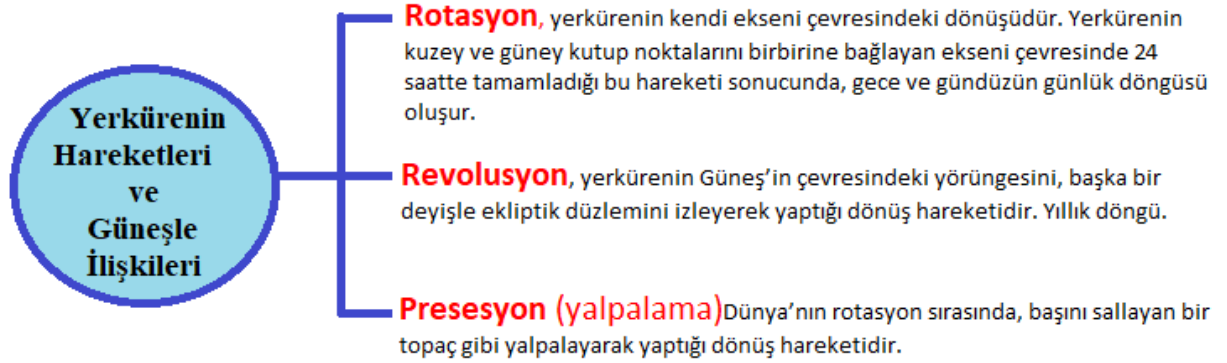 Yerkürenin
Hareketleri
ve
Güneşle
İlişkileri
Rotasyon, yerkürenin kendi ekseni çevresindeki dönüşüdür. Yerkürenin
kuzey ve güney kutup noktalarını birbirine bağlayan ekseni çevresinde 24
saatte tamamladığı bu hareketi sonucunda, gece ve gündüzün günlük döngüsü
oluşur.
Revolusyon, yerkürenin Güneş’in çevresindeki yörüngesini, başka bir
deyişle ekliptik düzlemini izleyerek yaptığı dönüş hareketidir. Yıllık döngü.
Presesyon (yalpalama)Dünya’nın rotasyon sırasında, başını sallayan bir
topaç gibi yalpalayarak yaptığı dönüş hareketidir.